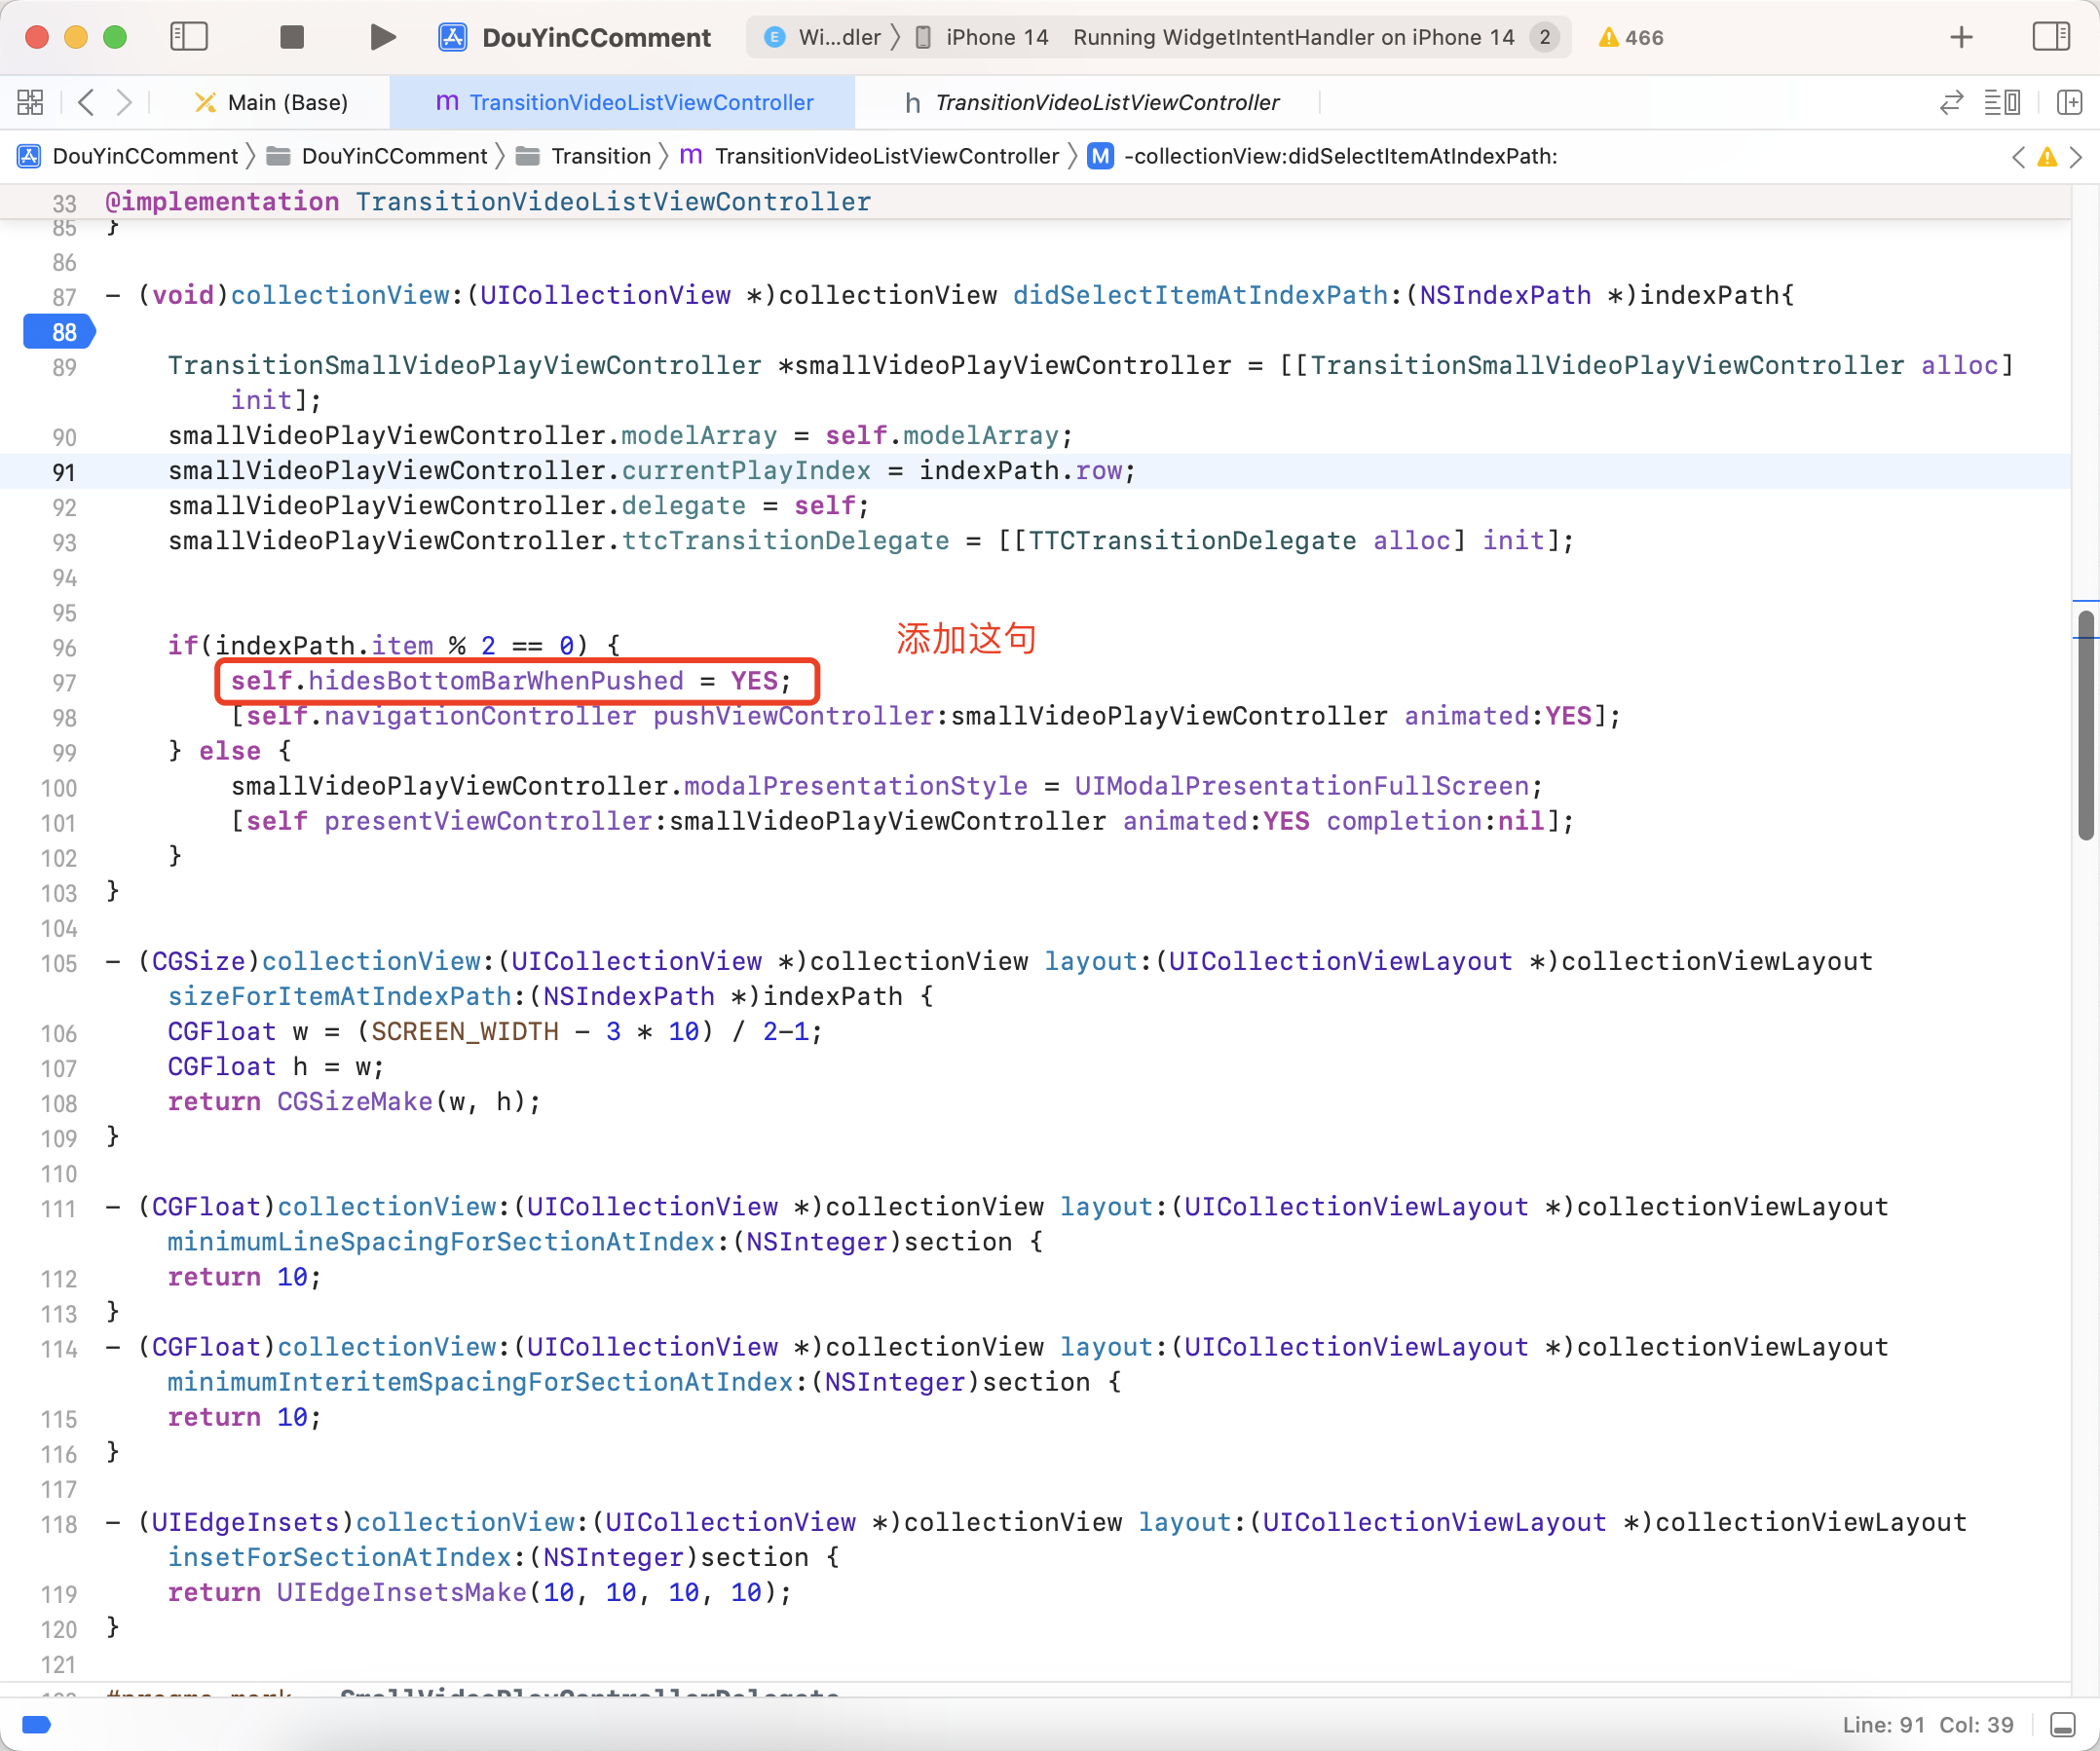 DouYinCComment
E Wi...dler iPhone 14 Running WidgetIntentHandler on iPhone 14 2 466
Main (Base) m TransitionVideoListViewController h TransitionVideoListViewController
DouYinCComment DouYinCComment Transition m TransitionVideoListViewController M -collectionView:didSelectItemAtIndexPath:
33 @implementation TransitionVideoListViewController
85 }
86
87 - (void)collectionView:(UICollectionView *)collectionView didSelectItemAtIndexPath:(NSIndexPath *)indexPath{
88
89 TransitionSmallVideoPlayViewController *smallVideoPlayViewController = [[TransitionSmallVideoPlayViewController alloc]
init];
90 smallVideoPlayViewController.modelArray = self.modelArray;
91 smallVideoPlayViewController.currentPlayIndex = indexPath.row;
92 smallVideoPlayViewController.delegate = self;
93 smallVideoPlayViewController.ttcTransitionDelegate = [[TTCTransitionDelegate alloc] init];
94
95
96 if(indexPath.item % 2 == 0) {
添加这句
97 self.hidesBottomBarWhenPushed = YES;
98 [self.navigationController pushViewController:smallVideoPlayViewController animated:YES];
99 } else {
100 smallVideoPlayViewController.modalPresentationStyle = UIModalPresentationFullScreen;
101 [self presentViewController:smallVideoPlayViewController animated:YES completion:nil];
102 }
103 }
104
105 - (CGSize)collectionView:(UICollectionView *)collectionView layout:(UICollectionViewLayout *)collectionViewLayout
sizeForItemAtIndexPath:(NSIndexPath *)indexPath {
106 CGFloat w = (SCREEN_WIDTH - 3 * 10) / 2-1;
107 CGFloat h = w;
108 return CGSizeMake(w, h);
109 }
110
111 - (CGFloat)collectionView:(UICollectionView *)collectionView layout:(UICollectionViewLayout *)collectionViewLayout
minimumLineSpacingForSectionAtIndex:(NSInteger)section {
112 return 10;
113 }
114 - (CGFloat)collectionView:(UICollectionView *)collectionView layout:(UICollectionViewLayout *)collectionViewLayout
minimumInteritemSpacingForSectionAtIndex:(NSInteger)section {
115 return 10;
116 }
117
118 - (UIEdgeInsets)collectionView:(UICollectionView *)collectionView layout:(UICollectionViewLayout *)collectionViewLayout
insetForSectionAtIndex:(NSInteger)section {
119 return UIEdgeInsetsMake(10, 10, 10, 10);
120 }
121
Line: 91 Col: 39